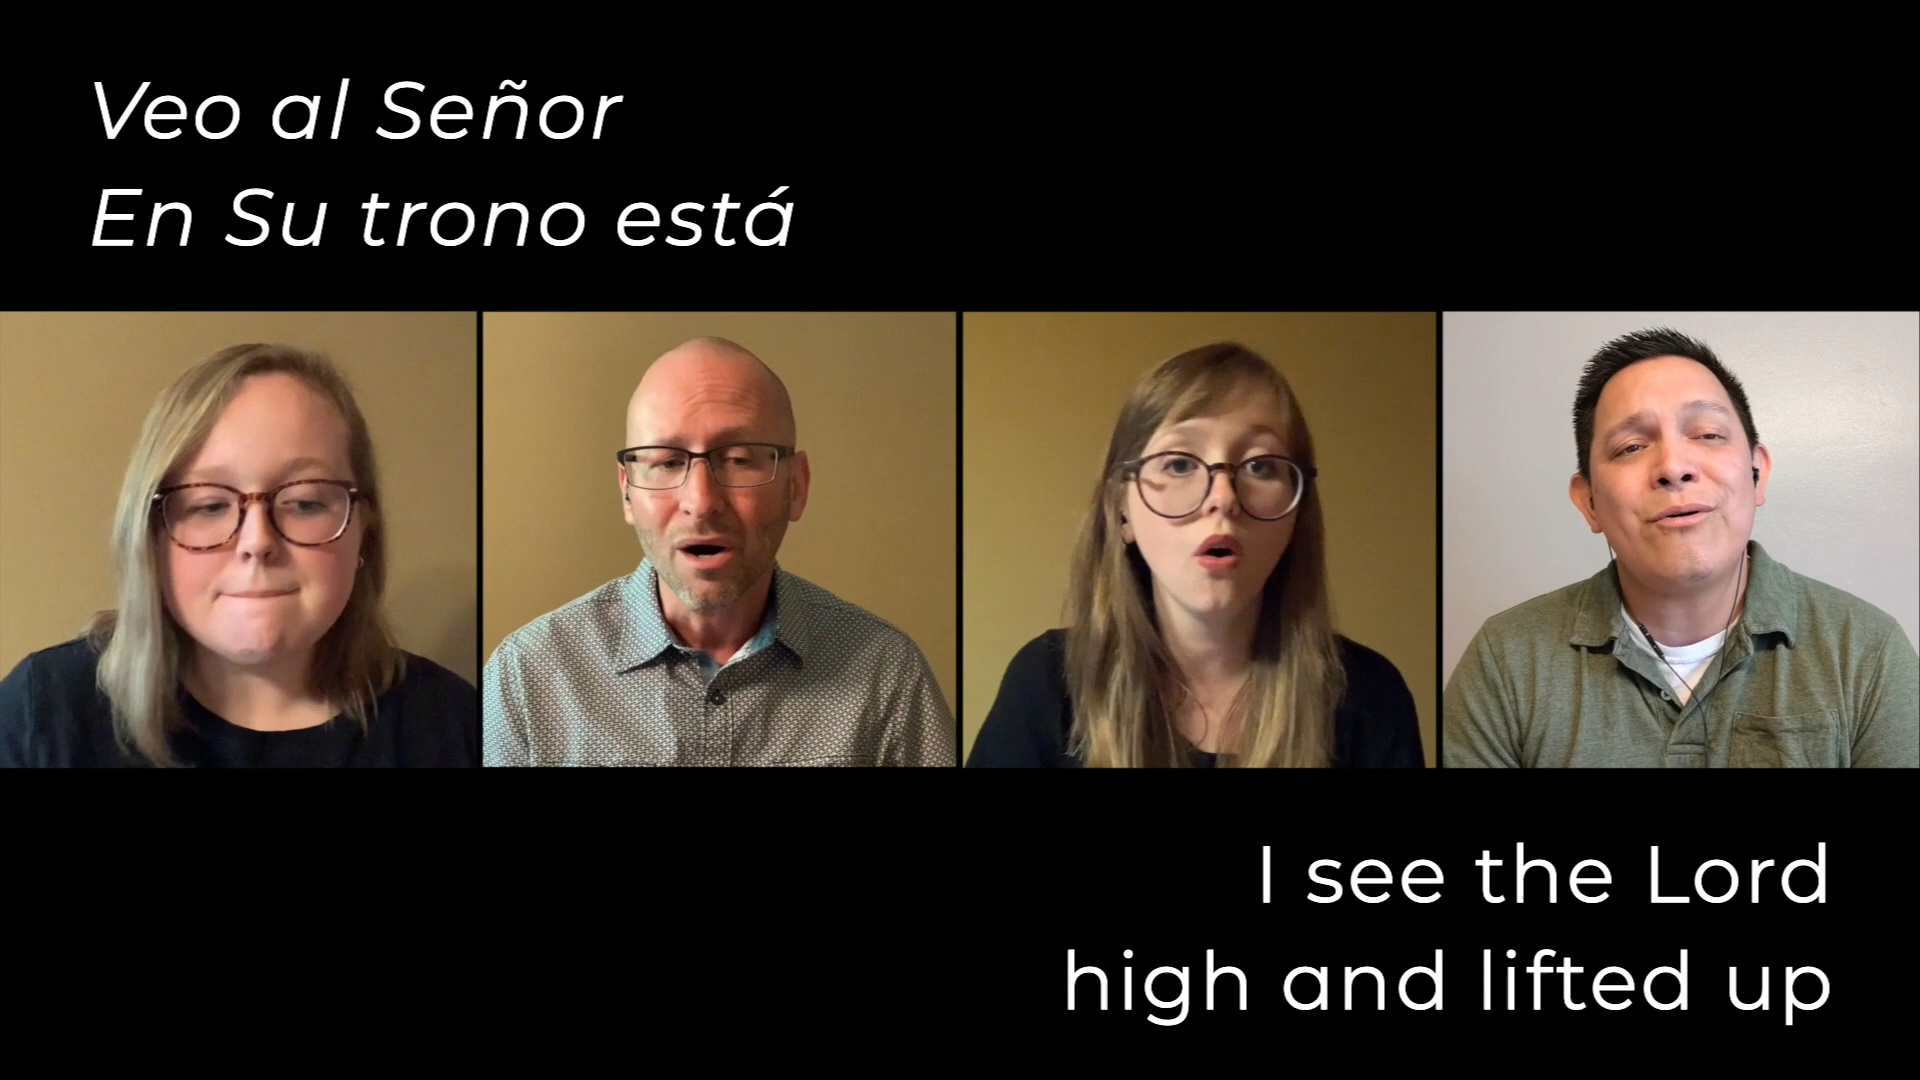 Veo al Señor
En Su trono está
I see the Lord
high and lifted up